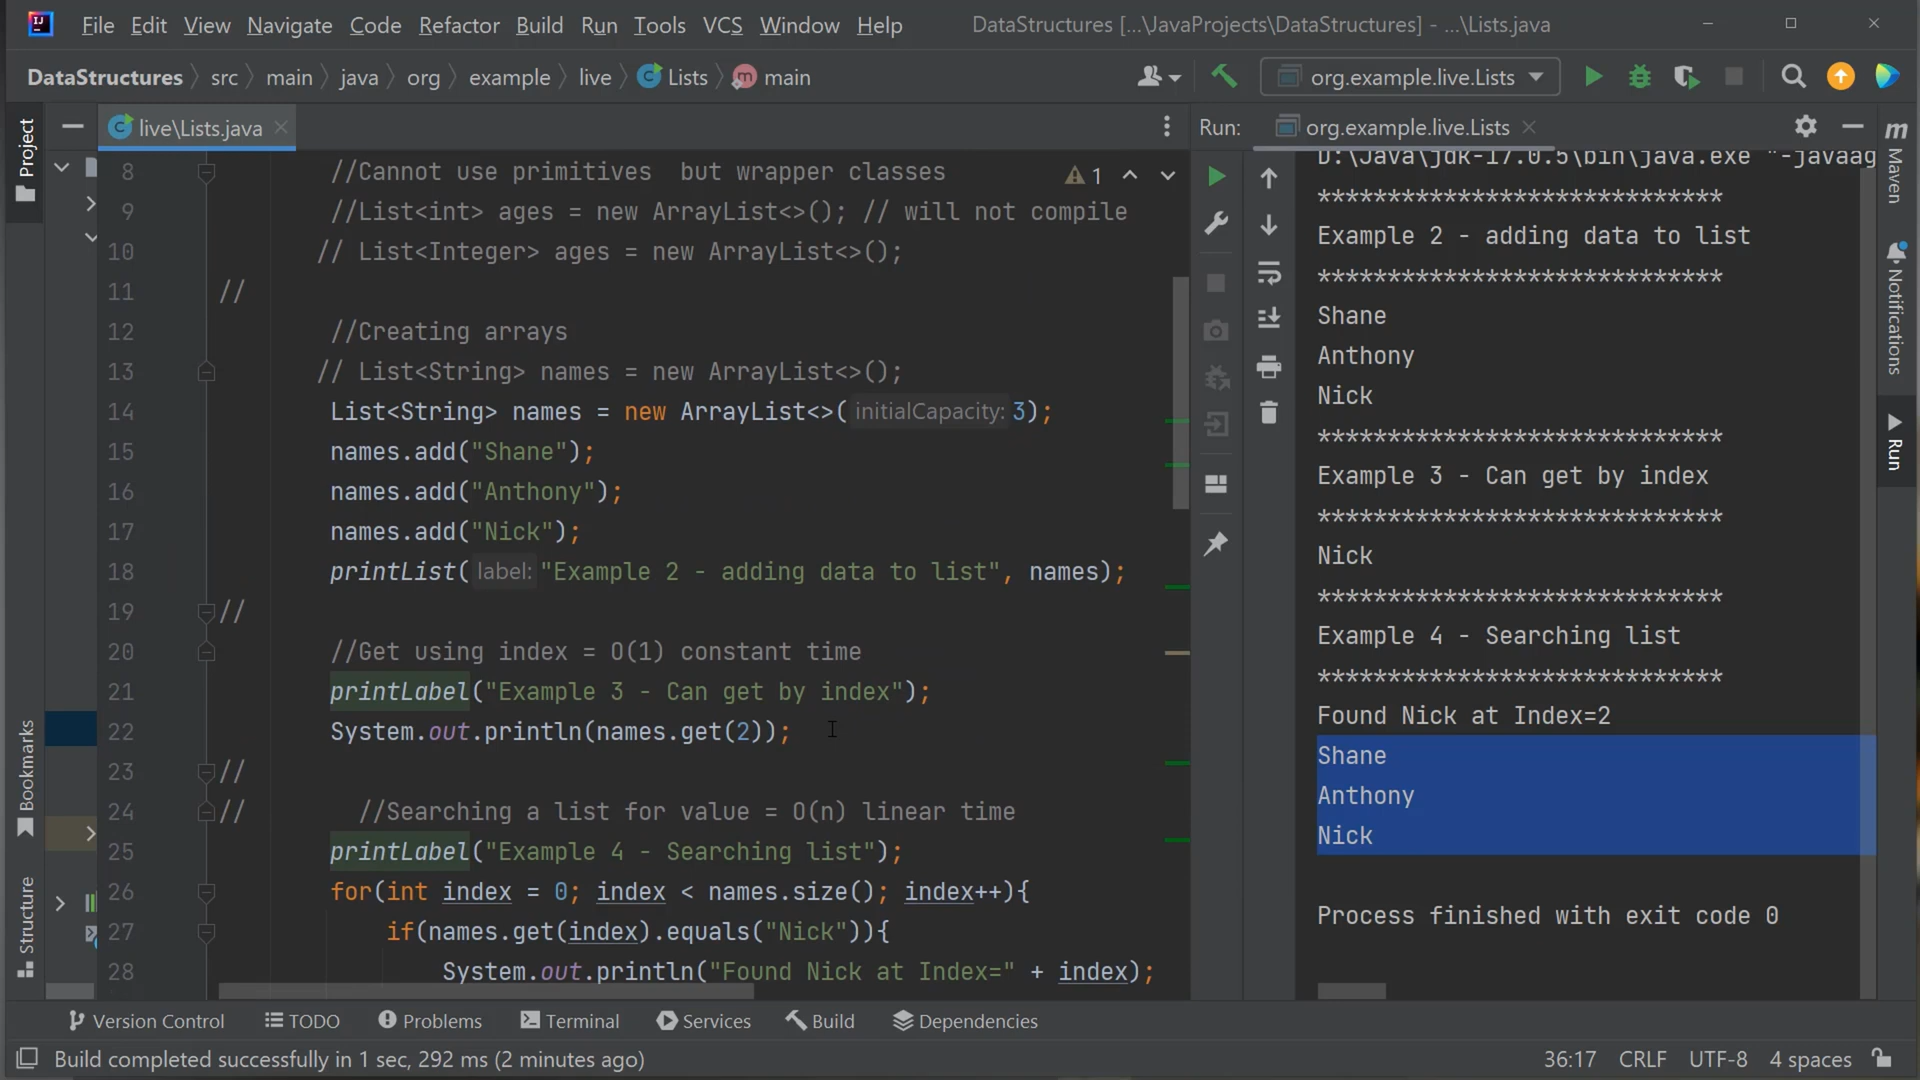 File Edit View Navigate Code Refactor Build Run Tools VCS Window Help DataStructures [...\JavaProjects\DataStructures] - ...\Lists.java
DataStructures src main java org example live Lists main org.example.live.Lists
Project
live\Lists.java
Run: org.example.live.Lists
8 //Cannot use primitives  but wrapper classes
1
9 //List<int> ages = new ArrayList<>(); // will not compile
10 // List<Integer> ages = new ArrayList<>();
11 //
12 //Creating arrays
13 // List<String> names = new ArrayList<>();
14 List<String> names = new ArrayList<>( initialCapacity: 3);
15 names.add("Shane");
16 names.add("Anthony");
17 names.add("Nick");
18 printList( label: "Example 2 - adding data to list", names);
19 //
20 //Get using index = O(1) constant time
21 printLabel("Example 3 - Can get by index");
22 System.out.println(names.get(2));
23 //
24 // //Searching a list for value = O(n) linear time
25 printLabel("Example 4 - Searching list");
26 for(int index = 0; index < names.size(); index++){
27 if(names.get(index).equals("Nick")){
28 System.out.println("Found Nick at Index=" + index);
D:\Java\jdk-17.0.5\bin\java.exe "-javaag
*****************************
Example 2 - adding data to list
*****************************
Shane
Anthony
Nick
*****************************
Example 3 - Can get by index
*****************************
Nick
*****************************
Example 4 - Searching list
*****************************
Found Nick at Index=2
Shane
Anthony
Nick
Process finished with exit code 0
m
Maven
Notifications
Run
Bookmarks
Structure
Version Control TODO Problems Terminal Services Build Dependencies
Build completed successfully in 1 sec, 292 ms (2 minutes ago) 36:17 CRLF UTF-8 4 spaces